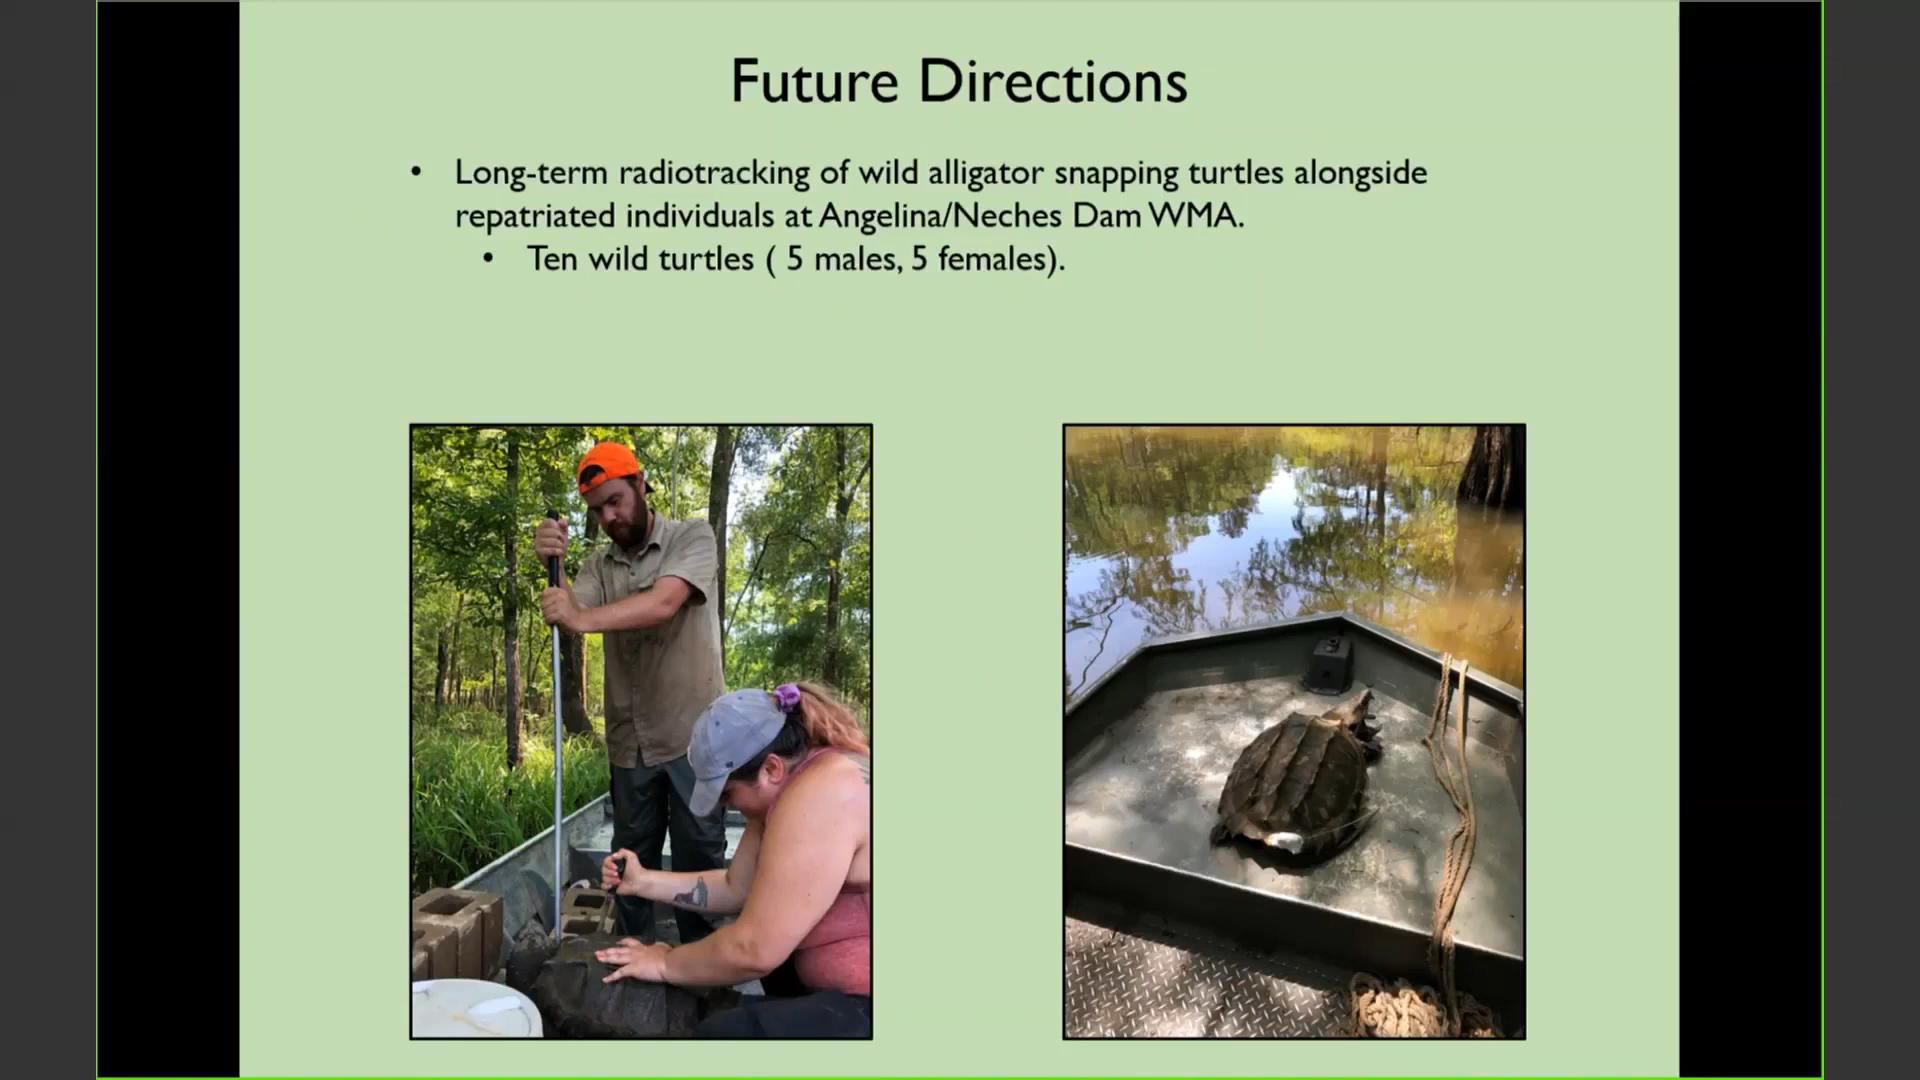 Future Directions
• Long-term radiotracking of wild alligator snapping turtles alongside
repatriated individuals at Angelina/Neches Dam WMA.
• Ten wild turtles ( 5 males, 5 females).